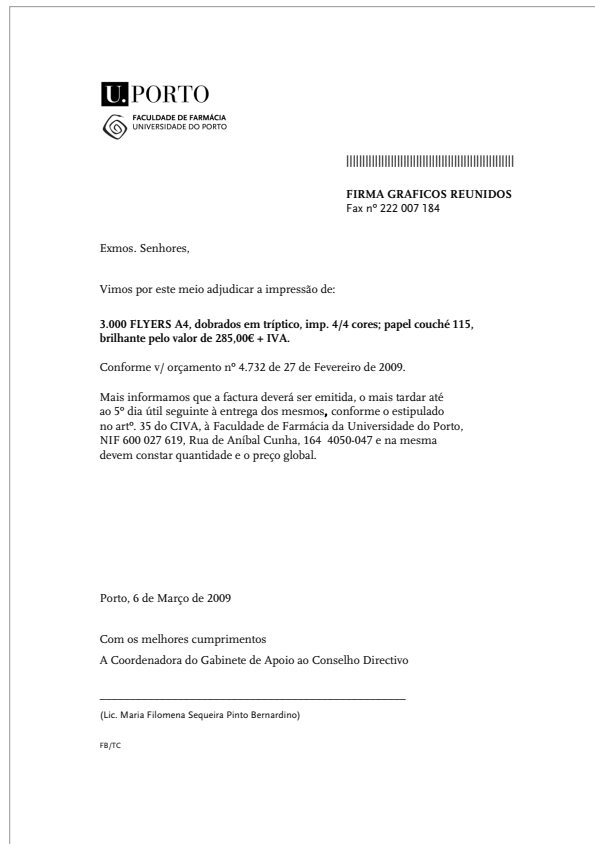 U.PORTO
FACULDADE DE FARMÁCIA
UNIVERSIDADE DO PORTO
FIRMA GRAFICOS REUNIDOS
Fax nº 222 007 184
Exmos. Senhores,
Vimos por este meio adjudicar a impressão de:
3.000 FLYERS A4, dobrados em tríptico, imp. 4/4 cores; papel couché 115,
brilhante pelo valor de 285,00€ + IVA.
Conforme v/ orçamento nº 4.732 de 27 de Fevereiro de 2009.
Mais informamos que a factura deverá ser emitida, o mais tardar até
ao 5º dia útil seguinte à entrega dos mesmos, conforme o estipulado
no artº. 35 do CIVA, à Faculdade de Farmácia da Universidade do Porto,
NIF 600 027 619, Rua de Aníbal Cunha, 164 4050-047 e na mesma
devem constar quantidade e o preço global.
Porto, 6 de Março de 2009
Com os melhores cumprimentos
A Coordenadora do Gabinete de Apoio ao Conselho Directivo
(Lic. Maria Filomena Sequeira Pinto Bernardino)
FB/TC